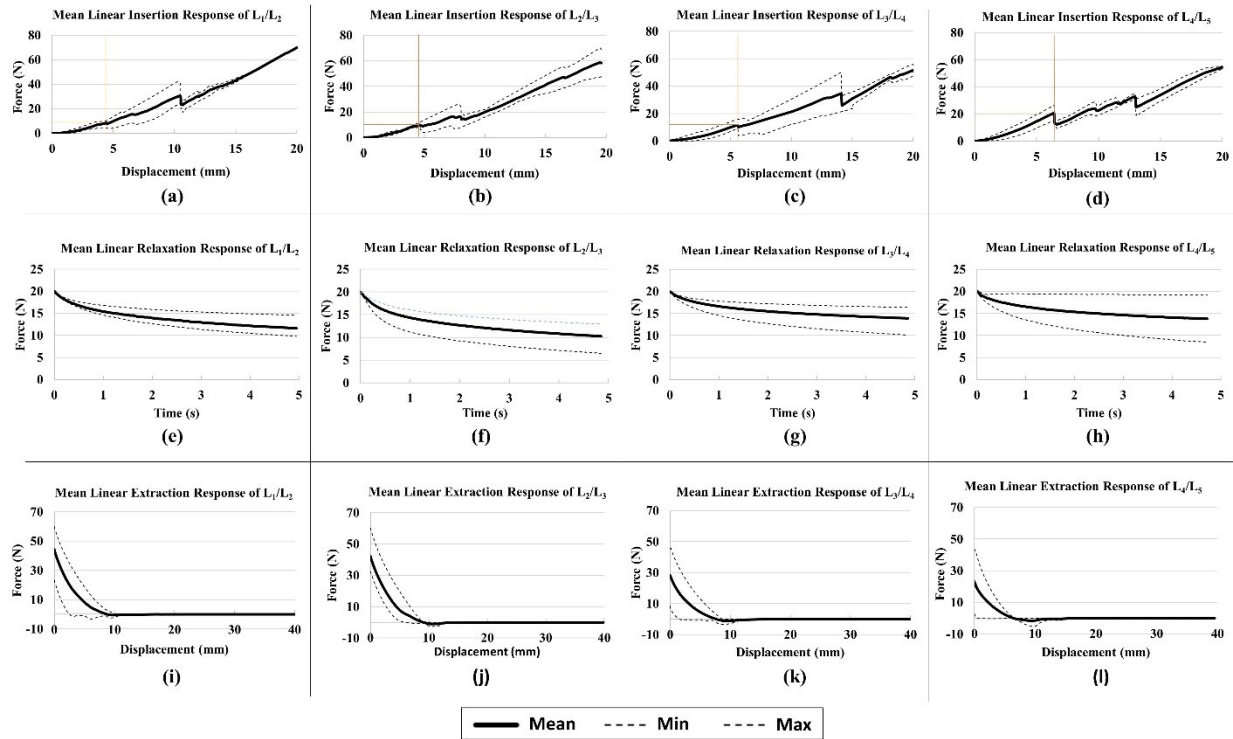 Mean Linear Insertion Response of L1/L2
Force (N)
80
60
40
20
0
0 5 10 15 20
Displacement (mm)
(a)
Mean Linear Insertion Response of L2/L3
Force (N)
80
60
40
20
0
0 5 10 15 20
Displacement (mm)
(b)
Mean Linear Insertion Response of L3/L4
Force (N)
80
60
40
20
0
0 5 10 15 20
Displacement (mm)
(c)
Mean Linear Insertion Response of L4/L5
Force (N)
80
60
40
20
0
0 5 10 15 20
Displacement (mm)
(d)
Mean Linear Relaxation Response of L1/L2
Force (N)
25
20
15
10
5
0
0 1 2 3 4 5
Time (s)
(e)
Mean Linear Relaxation Response of L2/L3
Force (N)
25
20
15
10
5
0
0 1 2 3 4 5
Time (s)
(f)
Mean Linear Relaxation Response of L3/L4
Force (N)
25
20
15
10
5
0
0 1 2 3 4 5
Time (s)
(g)
Mean Linear Relaxation Response of L4/L5
Force (N)
25
20
15
10
5
0
0 1 2 3 4 5
Time (s)
(h)
Mean Linear Extraction Response of L1/L2
Force (N)
70
50
30
10
-10
0 10 20 30 40
Displacement (mm)
(i)
Mean Linear Extraction Response of L2/L3
Force (N)
70
50
30
10
-10
0 10 20 30 40
Displacement (mm)
(j)
Mean Linear Extraction Response of L3/L4
Force (N)
70
50
30
10
-10
0 10 20 30 40
Displacement (mm)
(k)
Mean Linear Extraction Response of L4/L5
Force (N)
70
50
30
10
-10
0 10 20 30 40
Displacement (mm)
(l)
Mean Min Max